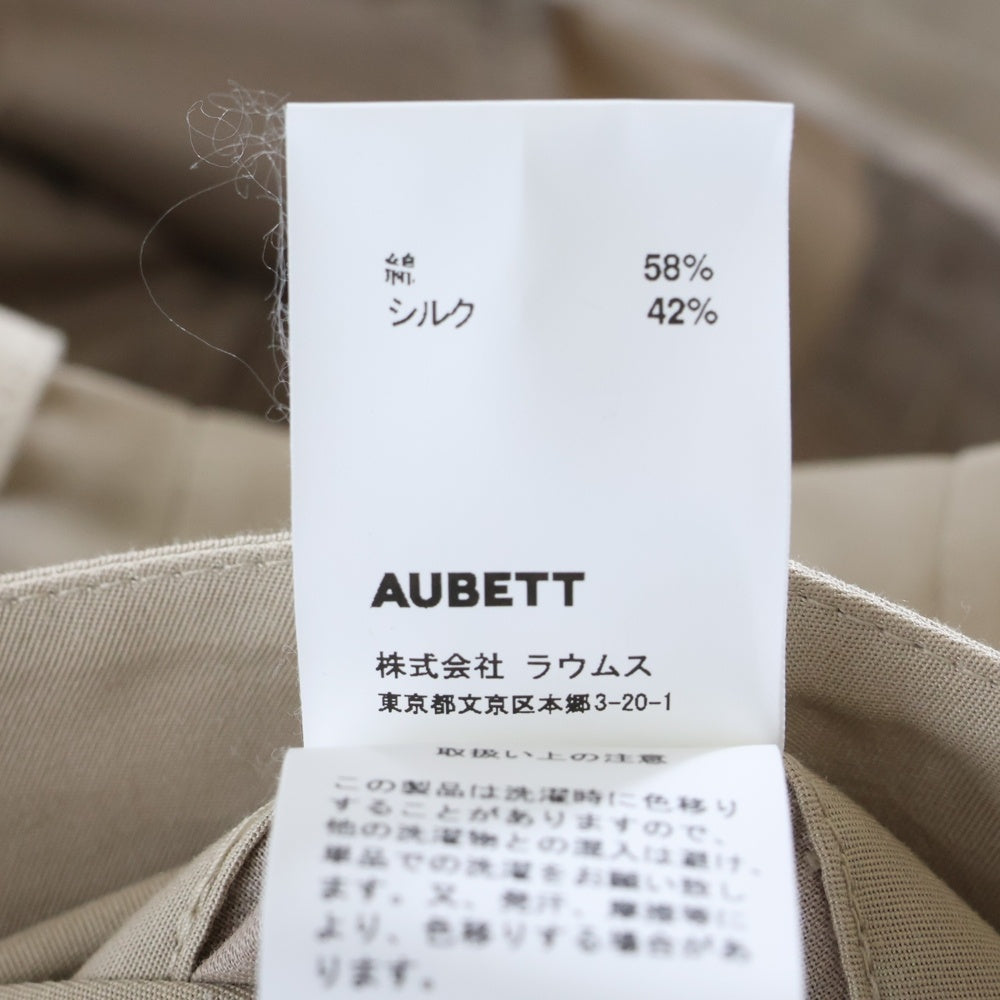 綿 58%
シルク 42%
AUBETT
株式会社 ラウムス
東京都文京区本郷3-20-1
取扱い上の注意
この製品は洗濯時に色移り
することがありますので、
他の洗濯物との混入は避け、
単品での洗濯をお願い致し
ます。又、発汗、摩擦等に
より、色移りする場合があ
ります。